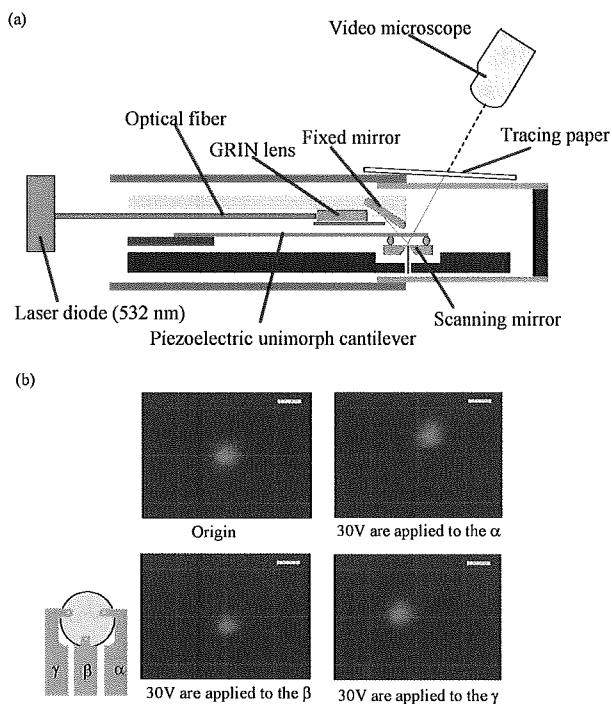 (a)
Video microscope
Optical fiber
GRIN lens
Fixed mirror
Tracing paper
Laser diode (532 nm)
Piezoelectric unimorph cantilever
Scanning mirror
(b)
Origin
30V are applied to the α
γ
β
α
30V are applied to the β
30V are applied to the γ